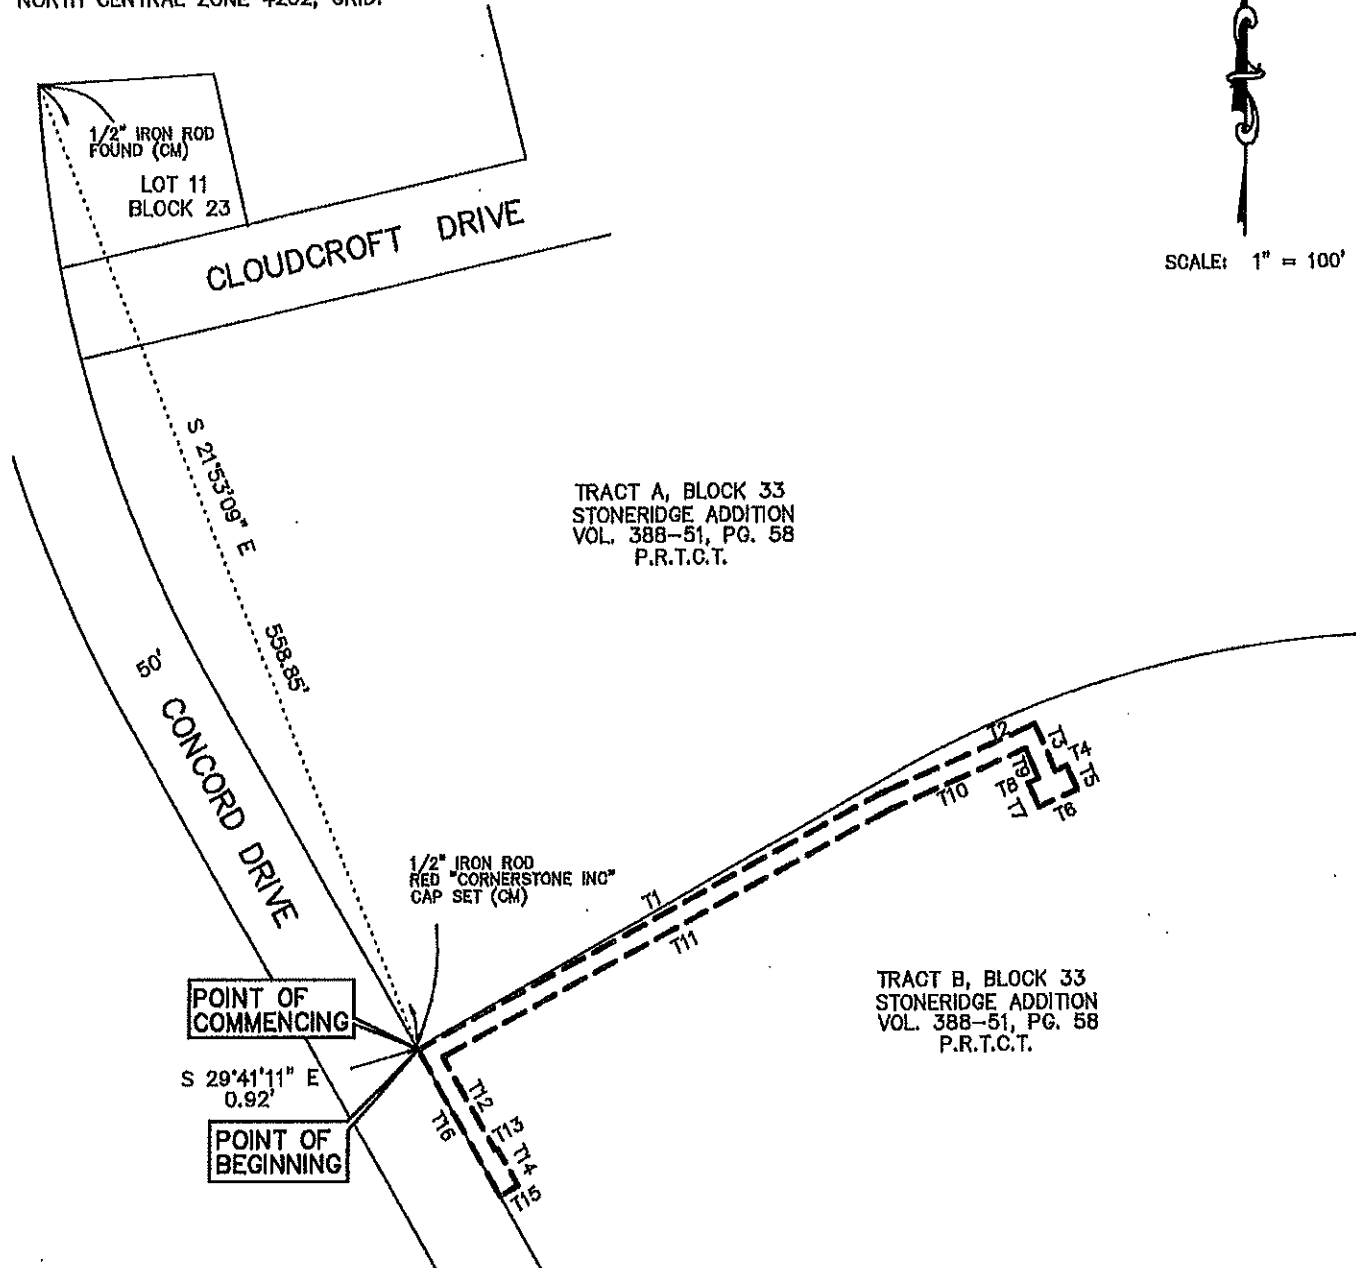 NORTH CENTRAL ZONE 4202, GRID.
1/2" IRON ROD
FOUND (CM)
LOT 11
BLOCK 23
CLOUDCROFT DRIVE
SCALE: 1" = 100'
S 21°53'09" E
558.85'
TRACT A, BLOCK 33
STONERIDGE ADDITION
VOL. 388-51, PG. 58
P.R.T.C.T.
50'
CONCORD DRIVE
T2
T3
T4
T5
T9
T8
T10
T7
T6
1/2" IRON ROD
RED "CORNERSTONE INC"
CAP SET (CM)
T1
T11
TRACT B, BLOCK 33
STONERIDGE ADDITION
VOL. 388-51, PG. 58
P.R.T.C.T.
POINT OF
COMMENCING
S 29°41'11" E
0.92'
POINT OF
BEGINNING
T12
T16
T13
T14
T15